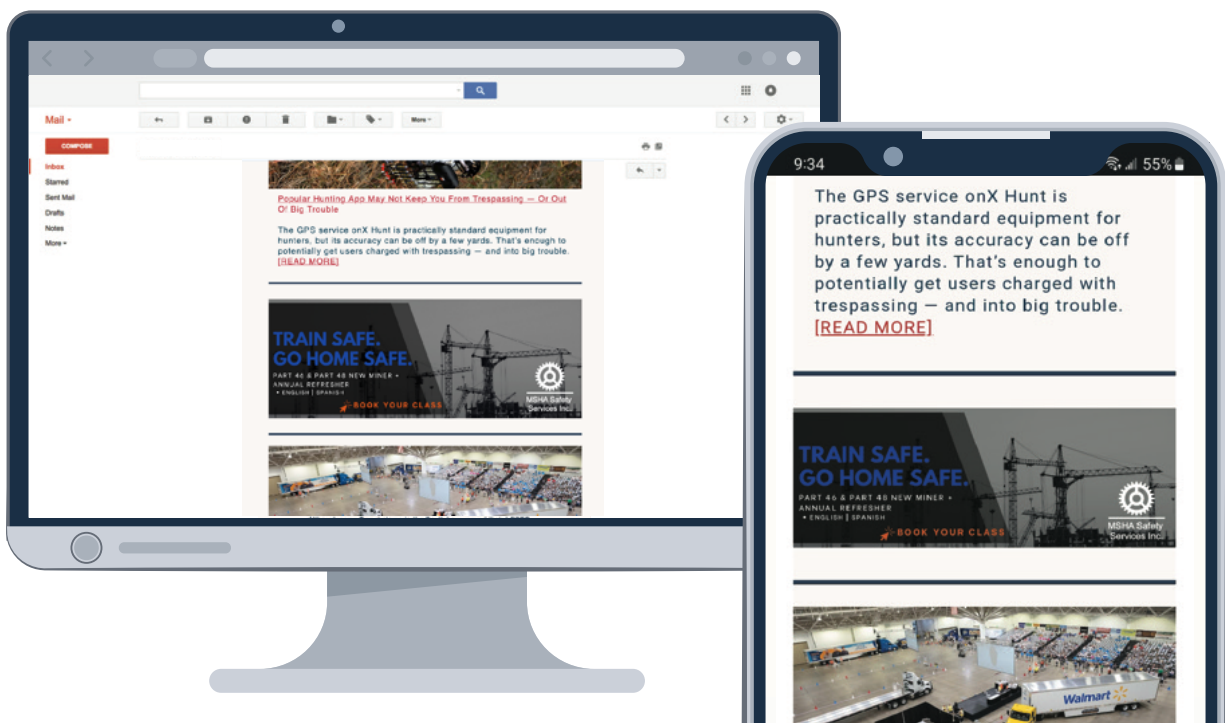 Mail
More
COMPOSE
Inbox
Starred
Sent Mail
Drafts
Notes
More
Popular Hunting App May Not Keep You From Trespassing — Or Out
Of Big Trouble
The GPS service onX Hunt is practically standard equipment for
hunters, but its accuracy can be off by a few yards. That's enough to
potentially get users charged with trespass — and into big trouble.
[READ MORE]
TRAIN SAFE.
GO HOME SAFE.
PART 46 & PART 48 NEW MINER •
ANNUAL REFRESHER
• ENGLISH | SPANISH
BOOK YOUR CLASS
MSHA Safety
Services Inc.
9:34
55%
The GPS service onX Hunt is
practically standard equipment for
hunters, but its accuracy can be off
by a few yards. That's enough to
potentially get users charged with
trespassing — and into big trouble.
[READ MORE]
TRAIN SAFE.
GO HOME SAFE.
PART 46 & PART 48 NEW MINER •
ANNUAL REFRESHER
• ENGLISH | SPANISH
BOOK YOUR CLASS
MSHA Safety
Services Inc.
Walmart